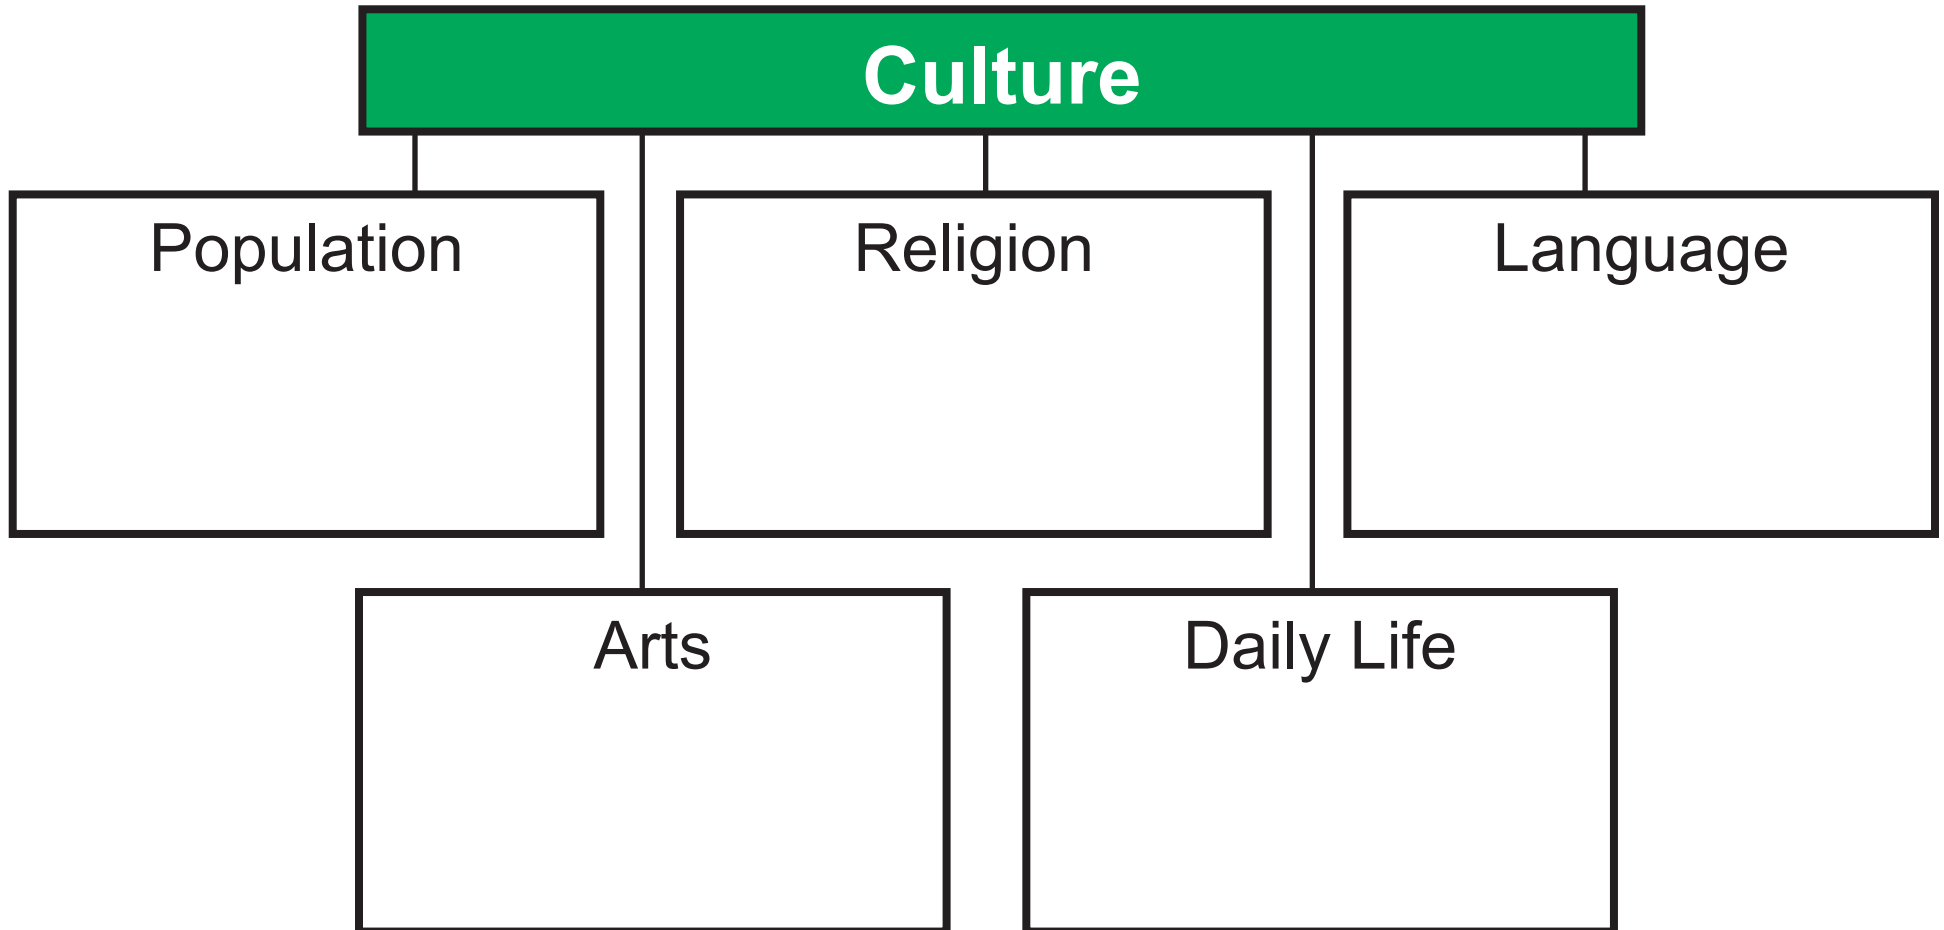 Culture
Population
Religion
Language
Arts
Daily Life